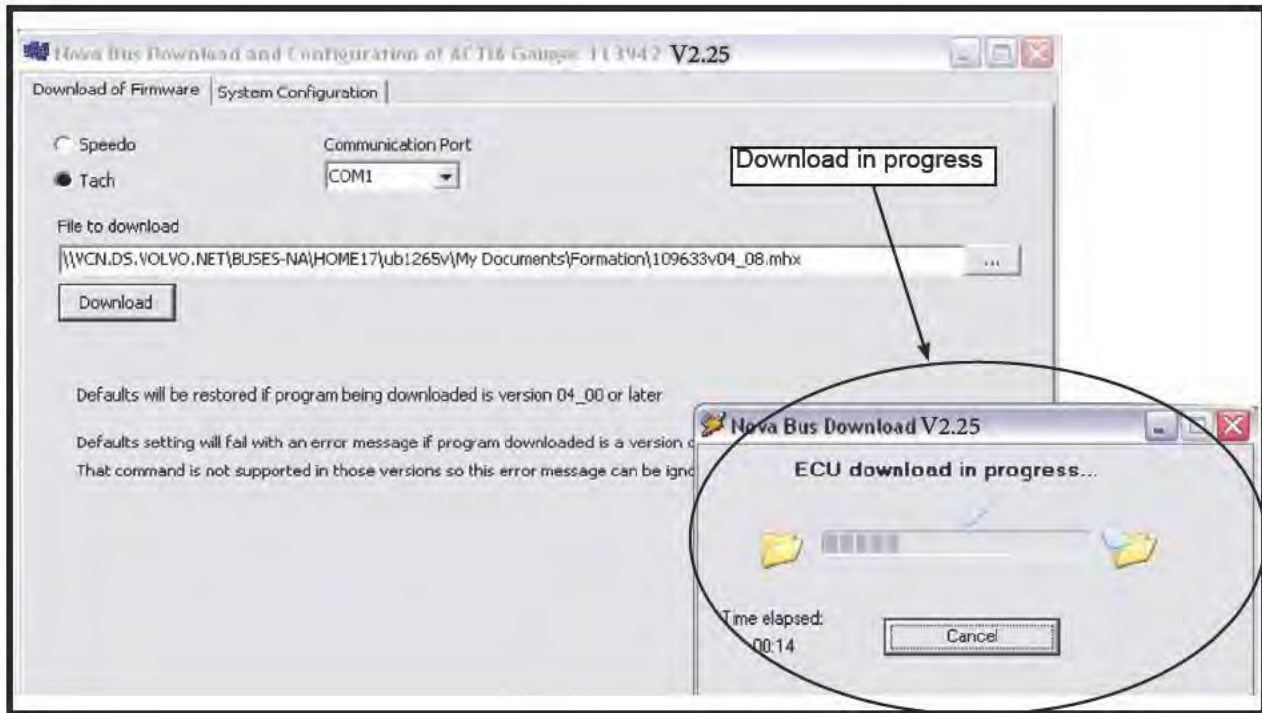 Nova Bus Download and Configuration of ACTIA Gauges 113942 V2.25
Download of Firmware
System Configuration
Speedo
Communication Port
Tach
COM1
Download in progress
File to download
\\VCN.DS.VOLVO.NET\BUSES-NA\HOME17\ub1265v\My Documents\Formation\109633v04_08.mhx
...
Download
Defaults will be restored if program being downloaded is version 04_00 or later
Defaults setting will fail with an error message if program downloaded is a version
That command is not supported in those versions so this error message can be
Nova Bus Download V2.25
ECU download in progress...
Time elapsed:
00:14
Cancel